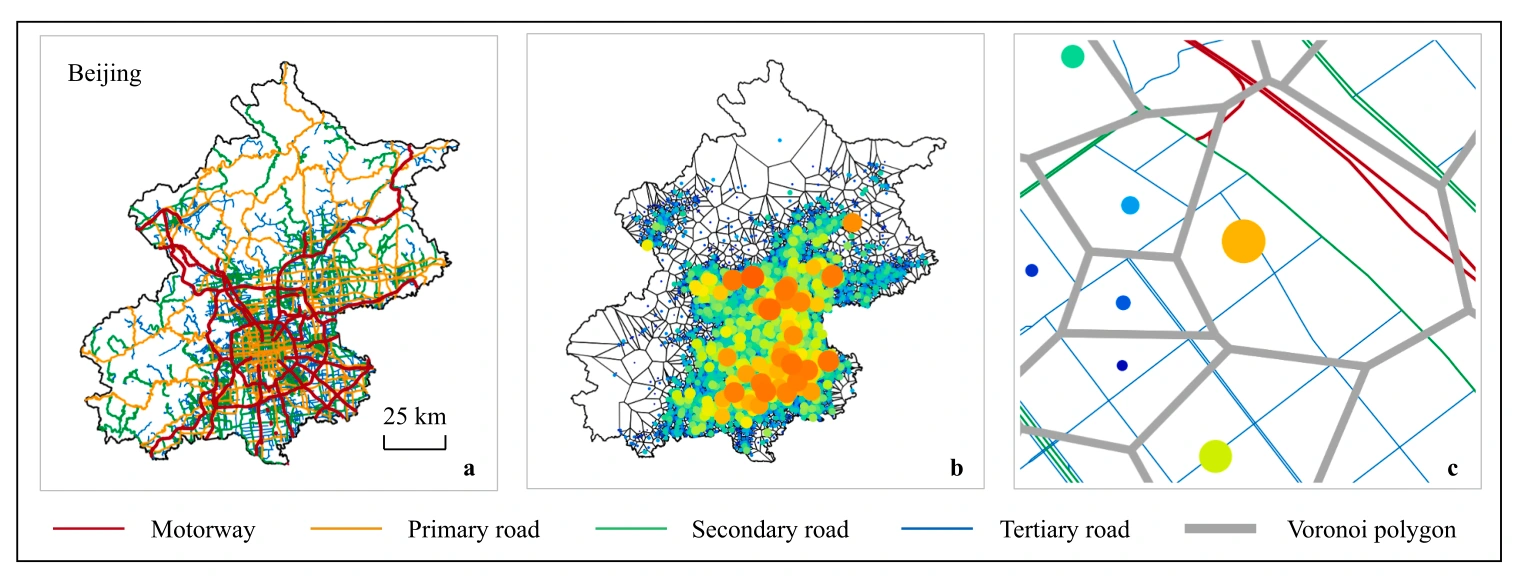 Beijing
25 km
a
b
c
Motorway
Primary road
Secondary road
Tertiary road
Voronoi polygon